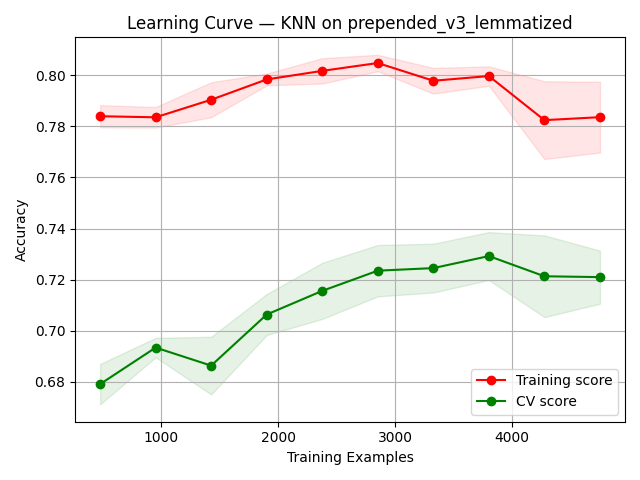 Learning Curve — KNN on prepended_v3_lemmatized
Accuracy
0.80
0.78
0.76
0.74
0.72
0.70
0.68
1000 2000 3000 4000
Training Examples
Training score
CV score